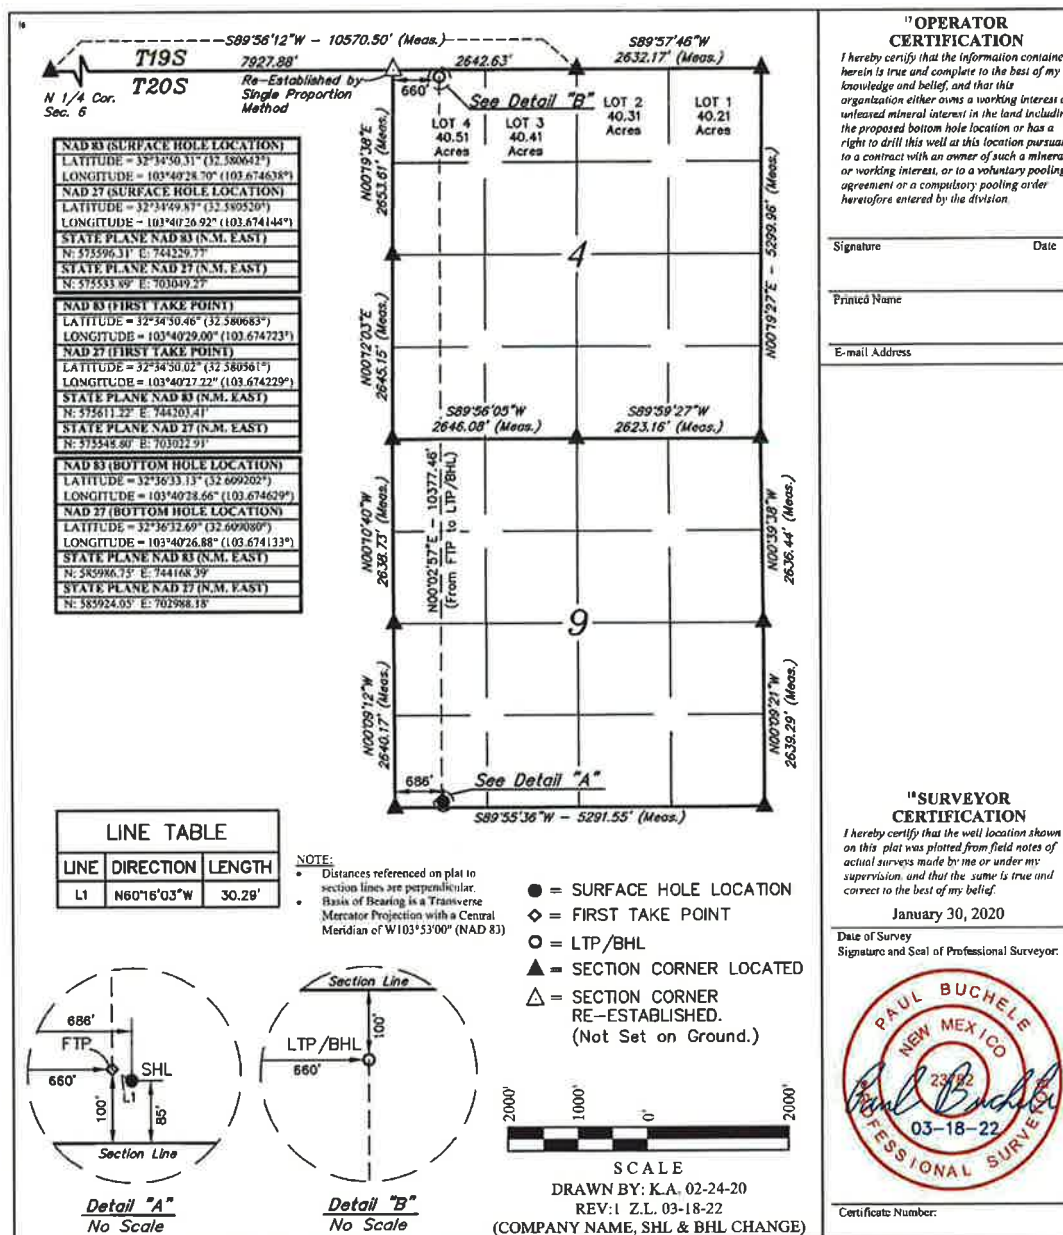 16
S89°56'12"W - 10570.50' (Meas.)
T19S
T20S
7927.88'
2642.63'
S89°57'46"W
2632.17' (Meas.)
N 1/4 Cor.
Sec. 6
Re-Established by
Single Proportion
Method
660'
See Detail "B"
LOT 4
40.51
Acres
LOT 3
40.41
Acres
LOT 2
40.31
Acres
LOT 1
40.21
Acres
NAD 83 (SURFACE HOLE LOCATION)
LATITUDE = 32°34'50.31" (32.580642°)
LONGITUDE = 103°40'28.70" (103.674638°)
NAD 27 (SURFACE HOLE LOCATION)
LATITUDE = 32°34'49.87" (32.580520°)
LONGITUDE = 103°40'26.92" (103.674144°)
STATE PLANE NAD 83 (N.M. EAST)
N: 575596.31' E: 744229.77'
STATE PLANE NAD 27 (N.M. EAST)
N: 575533.89' E: 703049.27'
NAD 83 (FIRST TAKE POINT)
LATITUDE = 32°34'50.46" (32.580683°)
LONGITUDE = 103°40'29.00" (103.674723°)
NAD 27 (FIRST TAKE POINT)
LATITUDE = 32°34'50.02" (32.580561°)
LONGITUDE = 103°40'27.22" (103.674229°)
STATE PLANE NAD 83 (N.M. EAST)
N: 575611.22' E: 744203.41'
STATE PLANE NAD 27 (N.M. EAST)
N: 575548.80' E: 703022.91'
NAD 83 (BOTTOM HOLE LOCATION)
LATITUDE = 32°36'33.13" (32.609202°)
LONGITUDE = 103°40'28.66" (103.674629°)
NAD 27 (BOTTOM HOLE LOCATION)
LATITUDE = 32°36'32.69" (32.609080°)
LONGITUDE = 103°40'26.88" (103.674133°)
STATE PLANE NAD 83 (N.M. EAST)
N: 585986.75' E: 744168.39'
STATE PLANE NAD 27 (N.M. EAST)
N: 585924.05' E: 702988.18'
N00°19'38"E
2653.61' (Meas.)
N00°12'03"E
2645.15' (Meas.)
N00°10'40"W
2638.73' (Meas.)
N00°09'12"W
2640.17' (Meas.)
4
N00°19'27"E - 5299.96' (Meas.)
S89°56'05"W
2646.08' (Meas.)
S89°59'27"W
2623.16' (Meas.)
N00°02'57"E - 10377.46'
(From FTP to LTP/BHL)
N00°39'38"W
2636.44' (Meas.)
9
N00°09'21"W
2639.29' (Meas.)
686'
See Detail "A"
S89°55'36"W - 5291.55' (Meas.)
LINE TABLE
LINE DIRECTION LENGTH
L1 N60°16'03"W 30.29'
NOTE:
• Distances referenced on plat to
section lines are perpendicular.
• Basis of Bearing is a Transverse
Mercator Projection with a Central
Meridian of W103°53'00" (NAD 83)
● = SURFACE HOLE LOCATION
◇ = FIRST TAKE POINT
O = LTP/BHL
▲ = SECTION CORNER LOCATED
△ = SECTION CORNER
RE-ESTABLISHED.
(Not Set on Ground.)
686'
FTP
SHL
660'
L1
100'
85'
Section Line
Detail "A"
No Scale
Section Line
100'
LTP/BHL
660'
Detail "B"
No Scale
2000'
1000'
0'
2000'
SCALE
DRAWN BY: K.A. 02-24-20
REV:1 Z.L. 03-18-22
(COMPANY NAME, SHL & BHL CHANGE)
17 OPERATOR
CERTIFICATION
I hereby certify that the information containe
herein is true and complete to the best of my
knowledge and belief, and that this
organization either owns a working interest o
unleased mineral interest in the land includin
the proposed bottom hole location or has a
right to drill this well at this location pursuan
to a contract with an owner of such a minera
or working interest, or to a voluntary pooling
agreement or a compulsory pooling order
heretofore entered by the division.
Signature Date
Printed Name
E-mail Address
18 SURVEYOR
CERTIFICATION
I hereby certify that the well location shown
on this plat was plotted from field notes of
actual surveys made by me or under my
supervision, and that the same is true and
correct to the best of my belief.
January 30, 2020
Date of Survey
Signature and Seal of Professional Surveyor:
PAUL BUCHELE
NEW MEXICO
23782
Paul Buchele
03-18-22
PROFESSIONAL SURVEYOR
Certificate Number: